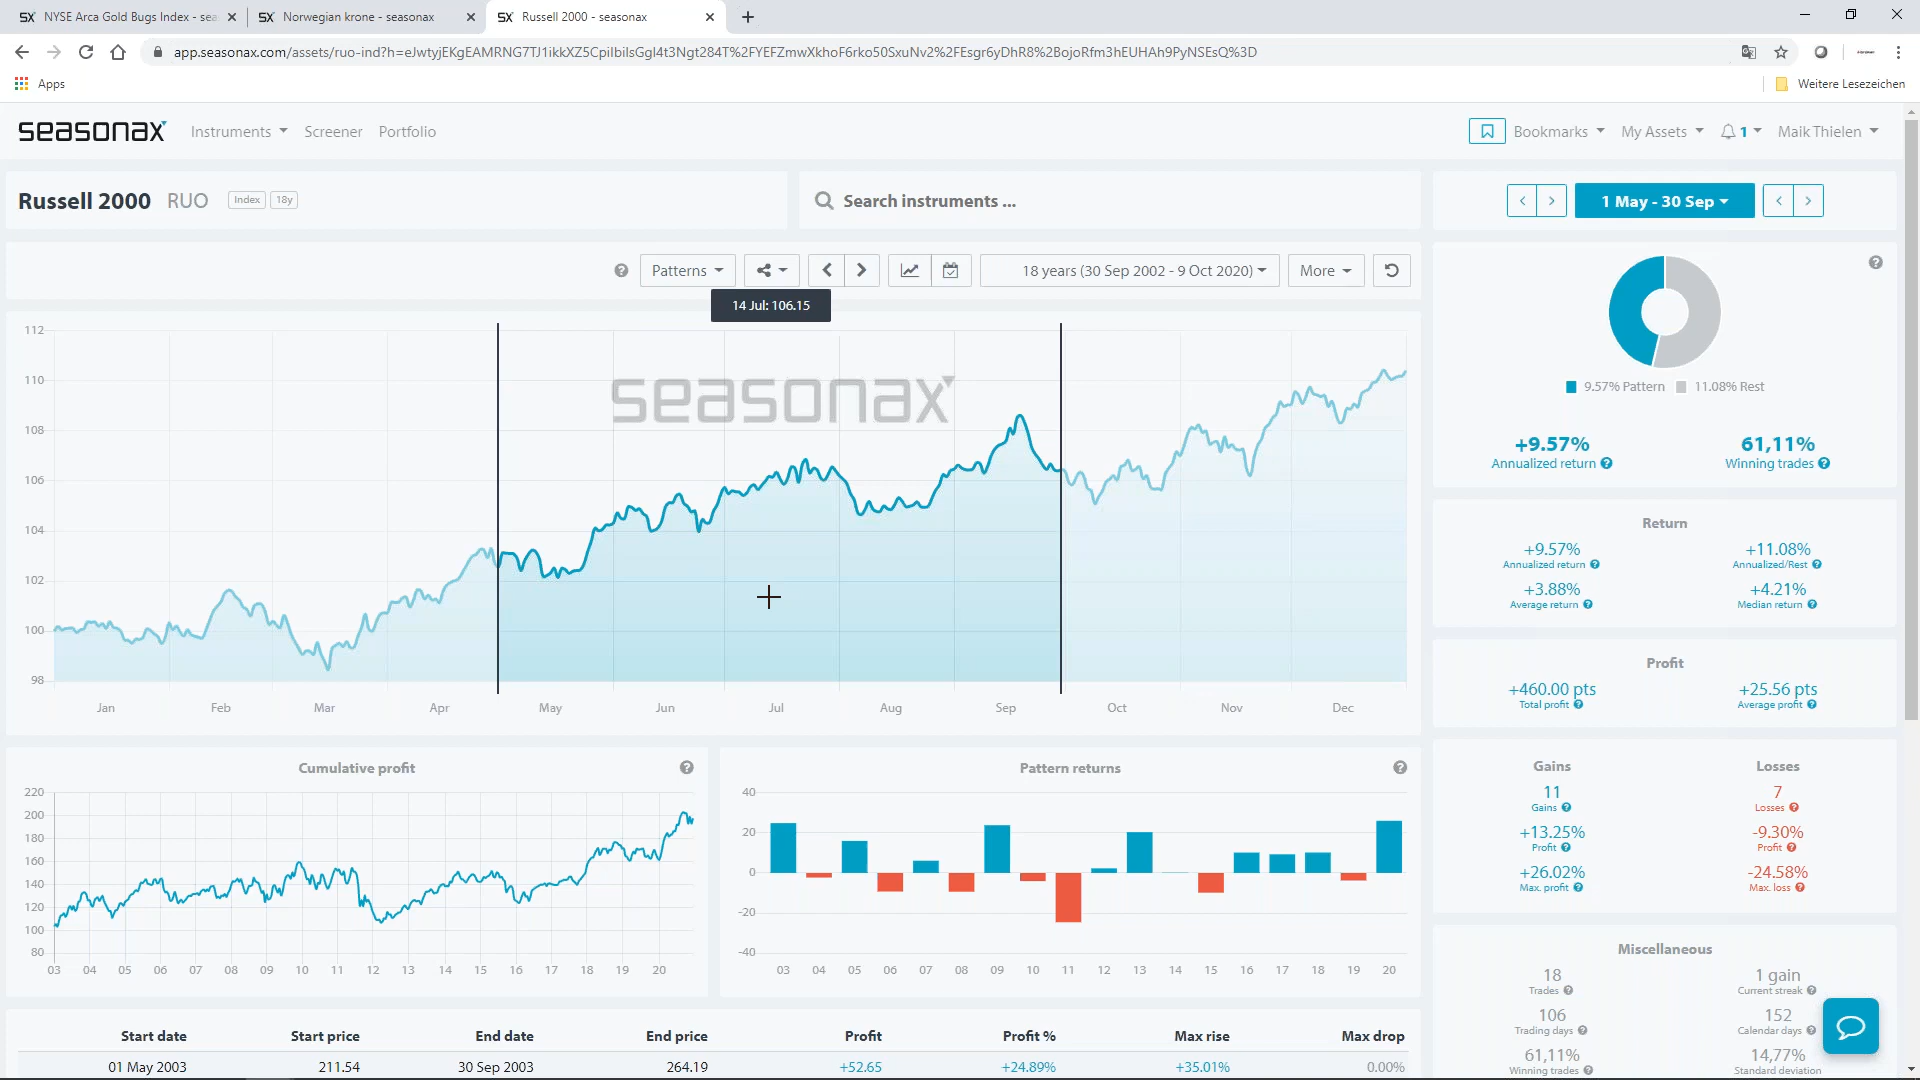 NYSE Arca Gold Bugs Index - sea
Norwegian krone - seasonax
Russell 2000 - seasonax
Apps
Weitere Lesezeichen
seasonax
Instruments
Screener
Portfolio
Bookmarks
My Assets
1
Maik Thielen
Russell 2000 RUO Index 18y
Search instruments ...
1 May - 30 Sep
Patterns
18 years (30 Sep 2002 - 9 Oct 2020)
More
14 Jul: 106.15
seasonax
112
110
108
106
104
102
100
98
Jan Feb Mar Apr May Jun Jul Aug Sep Oct Nov Dec
9.57% Pattern 11.08% Rest
+9.57% 61,11%
Annualized return Winning trades
Return
+9.57% +11.08%
Annualized return Annualized/Rest
+3.88% +4.21%
Average return Median return
Profit
+460.00 pts +25.56 pts
Total profit Average profit
Gains Losses
11 7
Gains Losses
+13.25% -9.30%
Profit Profit
+26.02% -24.58%
Max. profit Max. loss
Miscellaneous
18 1 gain
Trades Current streak
106 152
Trading days Calendar days
61,11% 14,77%
Winning trades Standard deviation
Cumulative profit
220
200
180
160
140
120
100
80
03 04 05 06 07 08 09 10 11 12 13 14 15 16 17 18 19 20
Pattern returns
40
20
0
-20
-40
03 04 05 06 07 08 09 10 11 12 13 14 15 16 17 18 19 20
Start date Start price End date End price Profit Profit % Max rise Max drop
01 May 2003 211.54 30 Sep 2003 264.19 +52.65 +24.89% +35.01% 0.00%